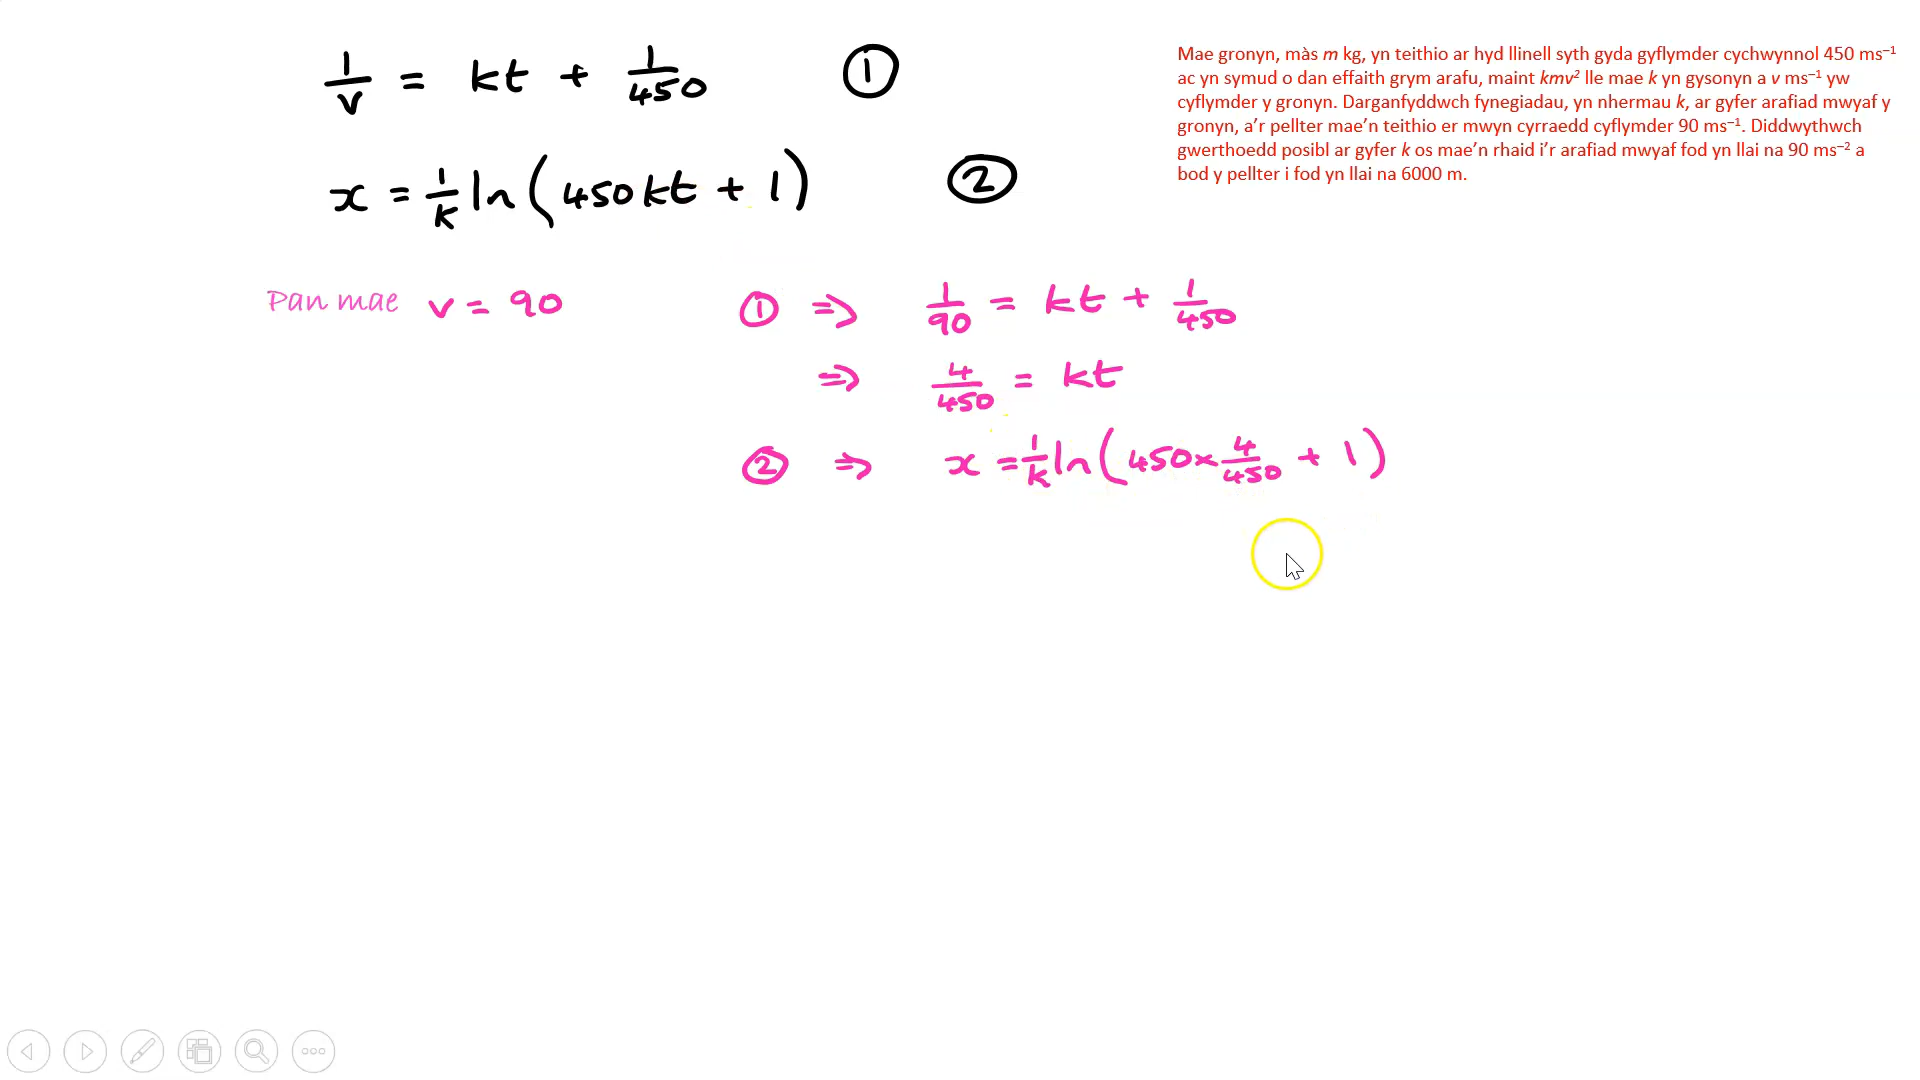 1/v = kt + 1/450 ①
x = 1/k ln(450kt + 1) ②
Mae gronyn, màs m kg, yn teithio ar hyd llinell syth gyda gyflymder cychwynnol 450 ms⁻¹
ac yn symud o dan effaith grym arafu, maint kmv² lle mae k yn gysonyn a v ms⁻¹ yw
cyflymder y gronyn. Darganfyddwch fynegiadau, yn nhermau k, ar gyfer arafiad mwyaf y
gronyn, a’r pellter mae’n teithio er mwyn cyrraedd cyflymder 90 ms⁻¹. Diddwythwch
gwerthoedd posibl ar gyfer k os mae’n rhaid i’r arafiad mwyaf fod yn llai na 90 ms⁻² a
bod y pellter i fod yn llai na 6000 m.
Pan mae v = 90 ① ⇒ 1/90 = kt + 1/450
⇒ 4/450 = kt
② ⇒ x = 1/k ln(450 × 4/450 + 1)